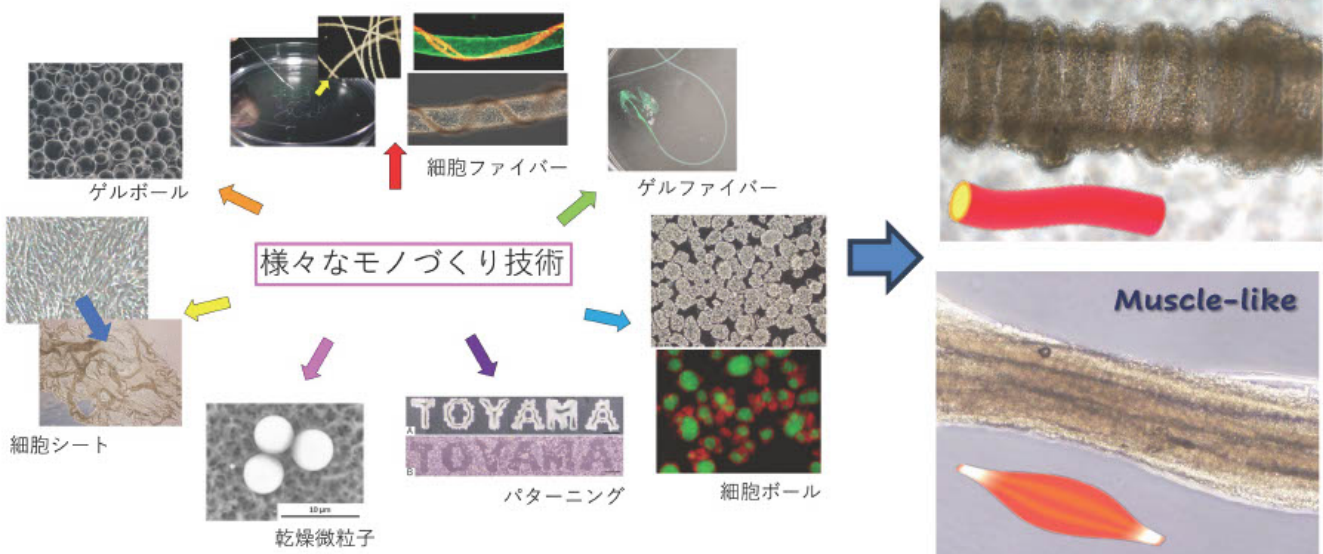 細胞ファイバー
ゲルボール
ゲルファイバー
様々なモノづくり技術
Muscle-like
細胞シート
TOYAMA
A
TOYAMA
B
10 μm
パターニング
細胞ボール
乾燥微粒子